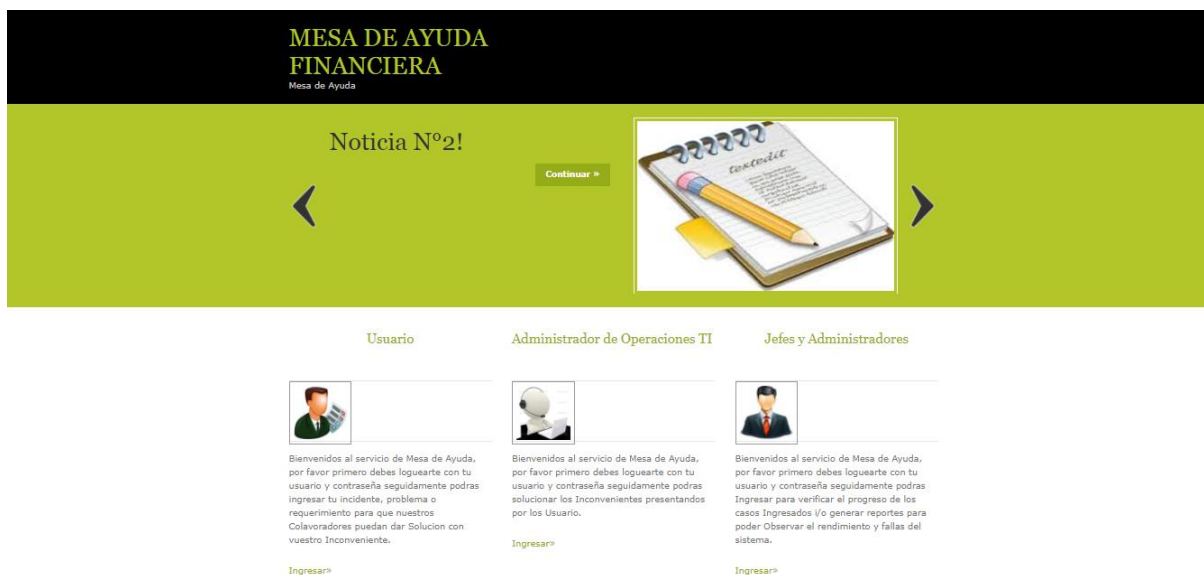 MESA DE AYUDA
FINANCIERA
Mesa de Ayuda
Noticia N°2!
Continuar »
textedit
Usuario
Bienvenidos al servicio de Mesa de Ayuda,
por favor primero debes loguearte con tu
usuario y contraseña seguidamente podras
ingresar tu incidente, problema o
requerimiento para que nuestros
Colavoradores puedan dar Solucion con
vuestro Inconveniente.
Ingresar»
Administrador de Operaciones TI
Bienvenidos al servicio de Mesa de Ayuda,
por favor primero debes loguearte con tu
usuario y contraseña seguidamente podras
solucionar los Inconvenientes presentandos
por los Usuario.
Ingresar»
Jefes y Administradores
Bienvenidos al servicio de Mesa de Ayuda,
por favor primero debes loguearte con tu
usuario y contraseña seguidamente podras
Ingresar para verificar el progreso de los
casos Ingresados i/o generar reportes para
poder Observar el rendimiento y fallas del
sistema.
Ingresar»